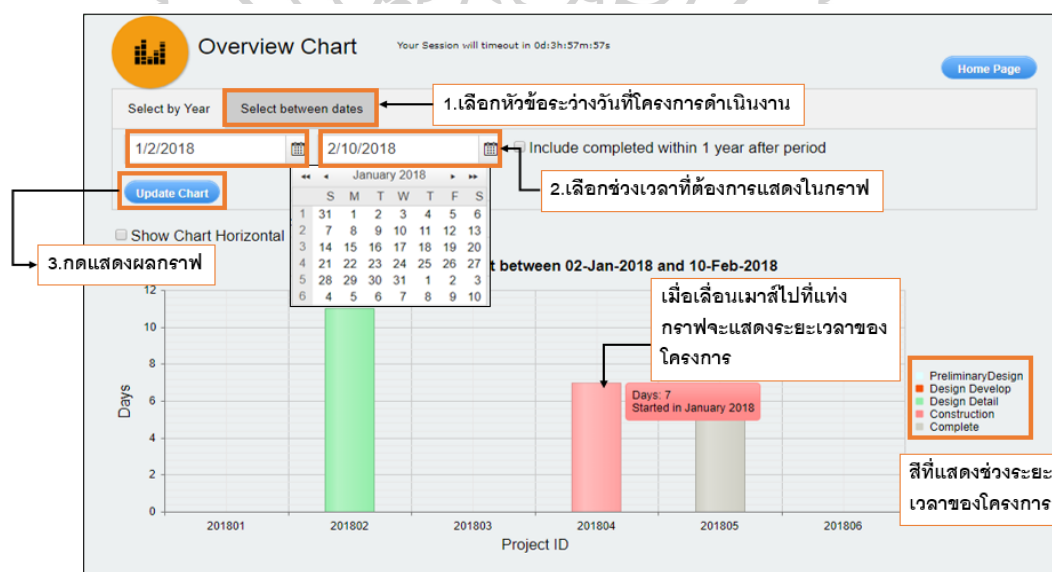 Overview Chart
Your Session will timeout in 0d:3h:57m:57s
Home Page
Select by Year
Select between dates
1.เลือกหัวข้อระว่างวันที่โครงการดำเนินงาน
1/2/2018
2/10/2018
Include completed within 1 year after period
2.เลือกช่วงเวลาที่ต้องการแสดงในกราฟ
Update Chart
January 2018
S M T W T F S
1 31 1 2 3 4 5 6
2 7 8 9 10 11 12 13
3 14 15 16 17 18 19 20
4 21 22 23 24 25 26 27
5 28 29 30 31 1 2 3
6 4 5 6 7 8 9 10
Show Chart Horizontal
3.กดแสดงผลกราฟ
t between 02-Jan-2018 and 10-Feb-2018
เมื่อเลื่อนเมาส์ไปที่แท่ง
กราฟจะแสดงระยะเวลาของ
โครงการ
Days: 7
Started in January 2018
PreliminaryDesign
Design Develop
Design Detail
Construction
Complete
สีที่แสดงช่วงระยะ
เวลาของโครงการ
Days
12
10
8
6
4
2
0
201801 201802 201803 201804 201805 201806
Project ID